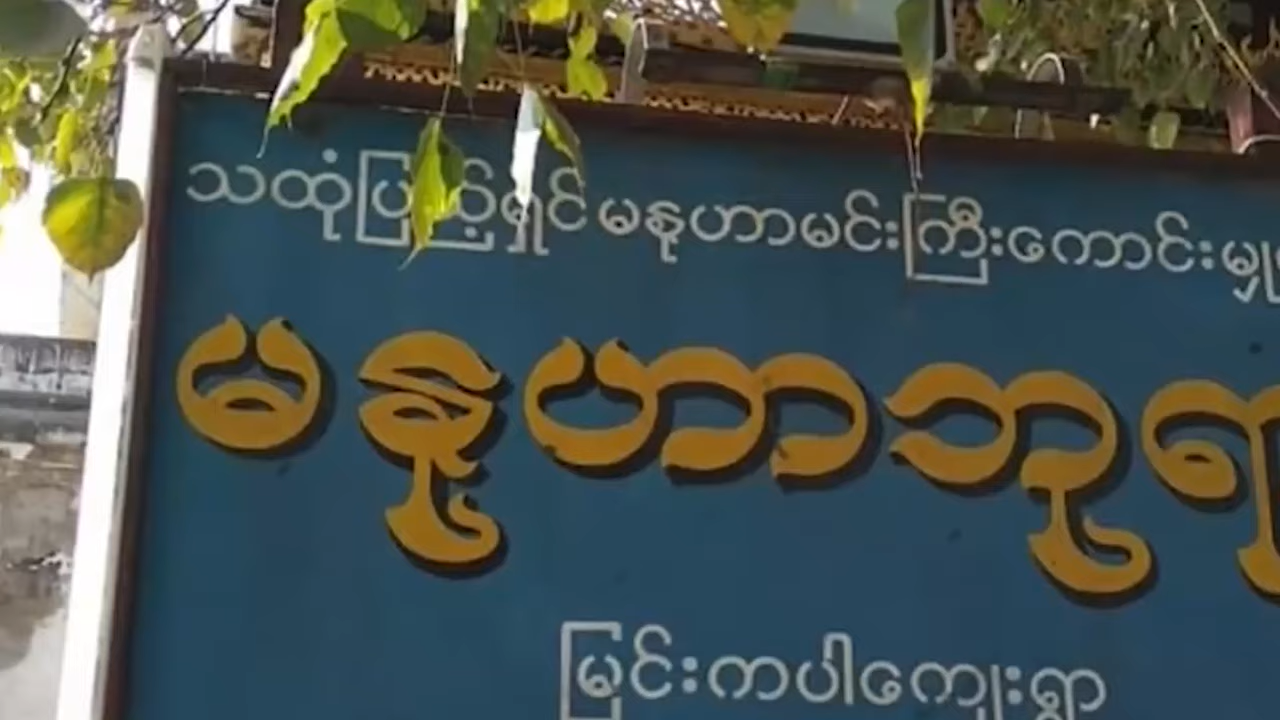 သထုံပြည့်ရှင်မနုဟာမင်းကြီးကောင်းမှု
မနုဟာဘုရ
မြင်းကပါကျေးရွာ